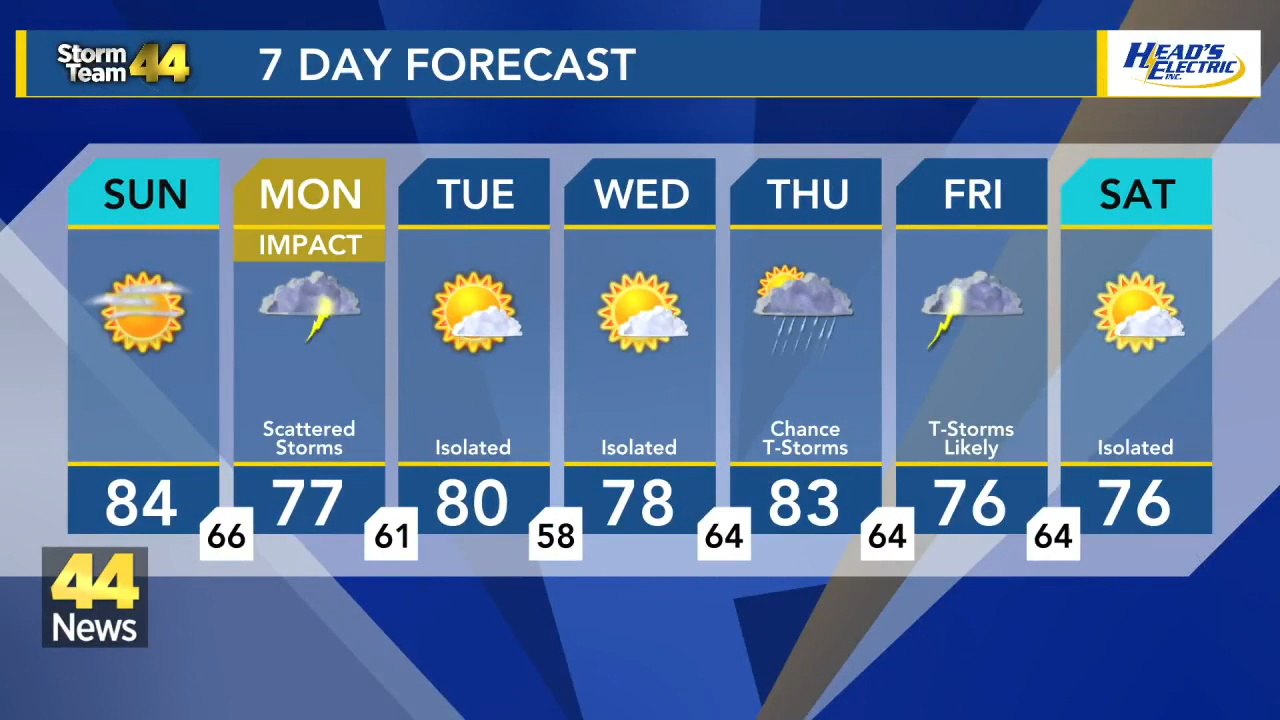 Storm
Team 44
7 DAY FORECAST
HEAD'S
ELECTRIC
INC.
SUN
MON
TUE
WED
THU
FRI
SAT
IMPACT
Scattered
Storms
Isolated
Isolated
Chance
T-Storms
T-Storms
Likely
Isolated
84
77
80
78
83
76
76
66
61
58
64
64
64
44
News